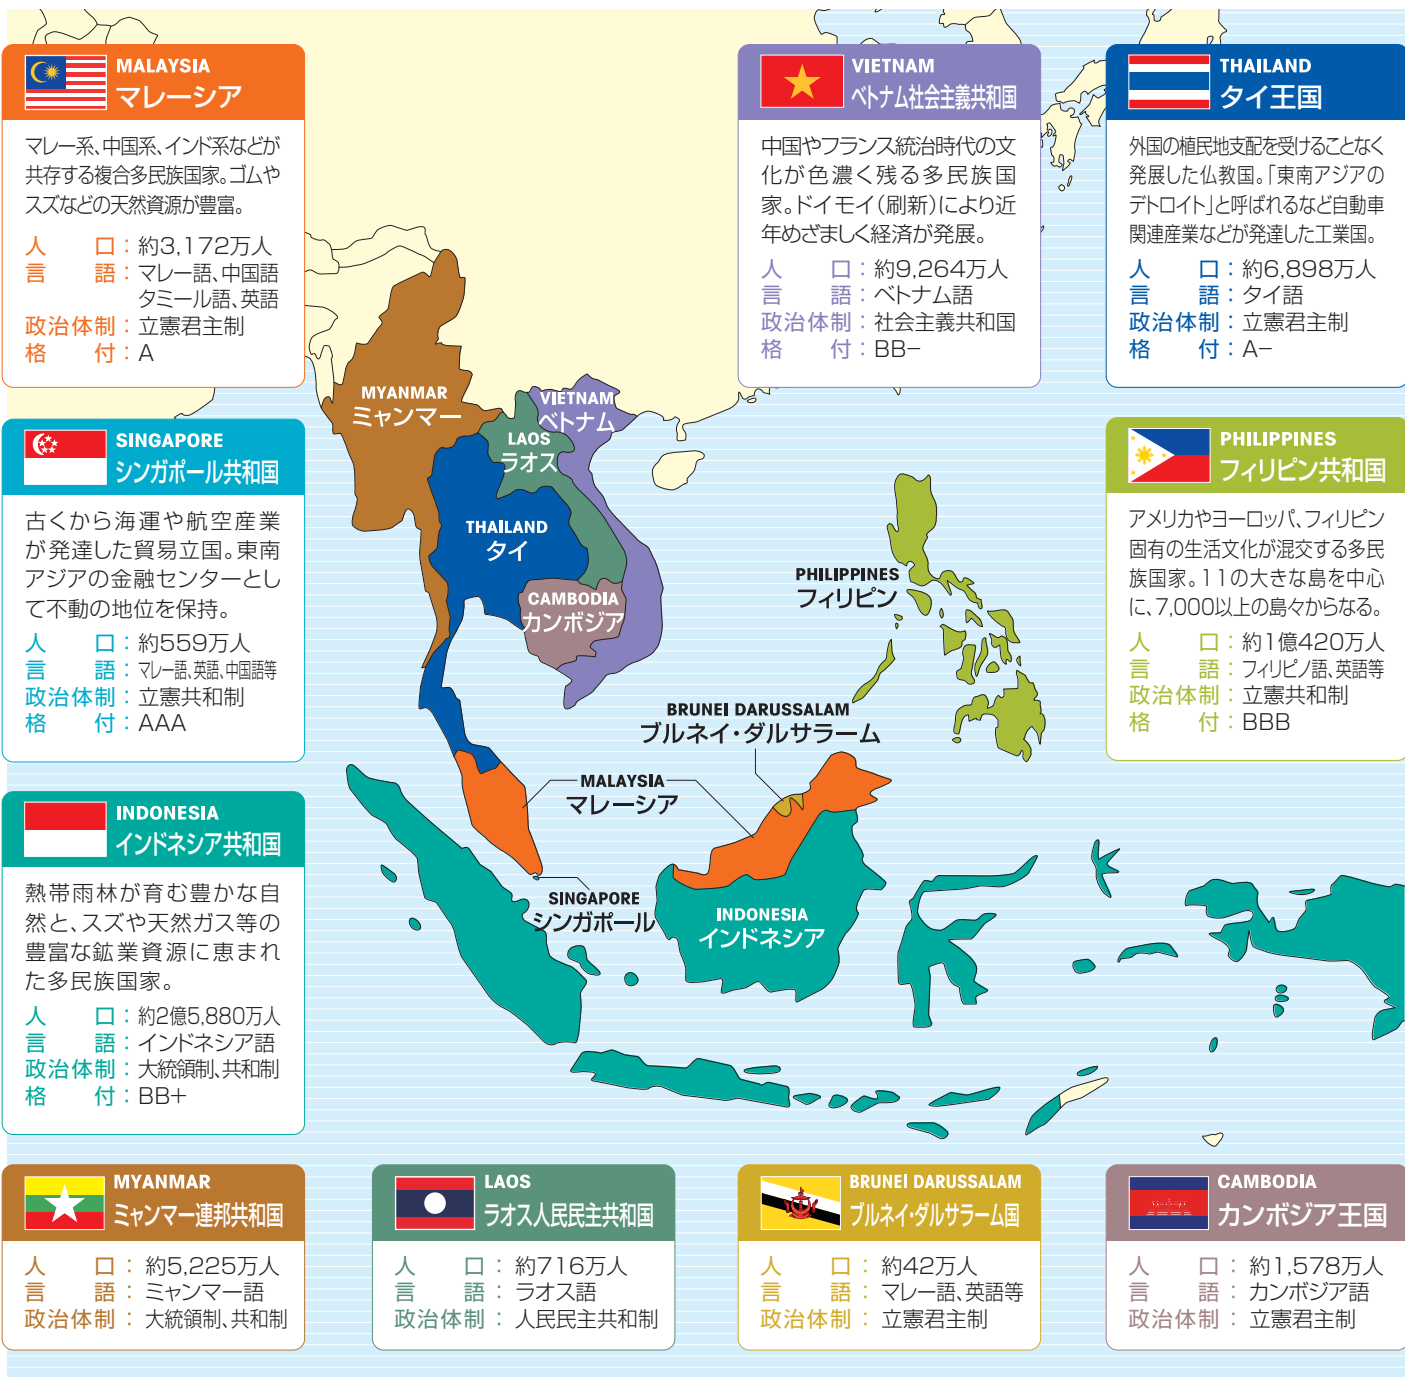 MALAYSIA
マレーシア
マレー系、中国系、インド系などが
共存する複合多民族国家。ゴムや
スズなどの天然資源が豊富。
人口：約3,172万人
言語：マレー語、中国語
タミール語、英語
政治体制：立憲君主制
格付：A
VIETNAM
ベトナム社会主義共和国
中国やフランス統治時代の文
化が色濃く残る多民族国
家。ドイモイ（刷新）により近
年めざましく経済が発展。
人口：約9,264万人
言語：ベトナム語
政治体制：社会主義共和国
格付：BB−
THAILAND
タイ王国
外国の植民地支配を受けることなく
発展した仏教国。「東南アジアの
デトロイト」と呼ばれるなど自動車
関連産業などが発達した工業国。
人口：約6,898万人
言語：タイ語
政治体制：立憲君主制
格付：A−
SINGAPORE
シンガポール共和国
古くから海運や航空産業
が発達した貿易立国。東南
アジアの金融センターとし
て不動の地位を保持。
人口：約559万人
言語：マレー語、英語、中国語等
政治体制：立憲共和制
格付：AAA
PHILIPPINES
フィリピン共和国
アメリカやヨーロッパ、フィリピン
固有の生活文化が混交する多民
族国家。11の大きな島を中心
に、7,000以上の島々からなる。
人口：約1億420万人
言語：フィリピノ語、英語等
政治体制：立憲共和制
格付：BBB
INDONESIA
インドネシア共和国
熱帯雨林が育む豊かな自
然と、スズや天然ガス等の
豊富な鉱業資源に恵まれ
た多民族国家。
人口：約2億5,880万人
言語：インドネシア語
政治体制：大統領制、共和制
格付：BB+
MYANMAR
ミャンマー
VIETNAM
ベトナム
LAOS
ラオス
THAILAND
タイ
CAMBODIA
カンボジア
PHILIPPINES
フィリピン
BRUNEI DARUSSALAM
ブルネイ・ダルサラーム
MALAYSIA
マレーシア
SINGAPORE
シンガポール
INDONESIA
インドネシア
MYANMAR
ミャンマー連邦共和国
人口：約5,225万人
言語：ミャンマー語
政治体制：大統領制、共和制
LAOS
ラオス人民民主共和国
人口：約716万人
言語：ラオス語
政治体制：人民民主共和制
BRUNEI DARUSSALAM
ブルネイ・ダルサラーム国
人口：約42万人
言語：マレー語、英語等
政治体制：立憲君主制
CAMBODIA
カンボジア王国
人口：約1,578万人
言語：カンボジア語
政治体制：立憲君主制